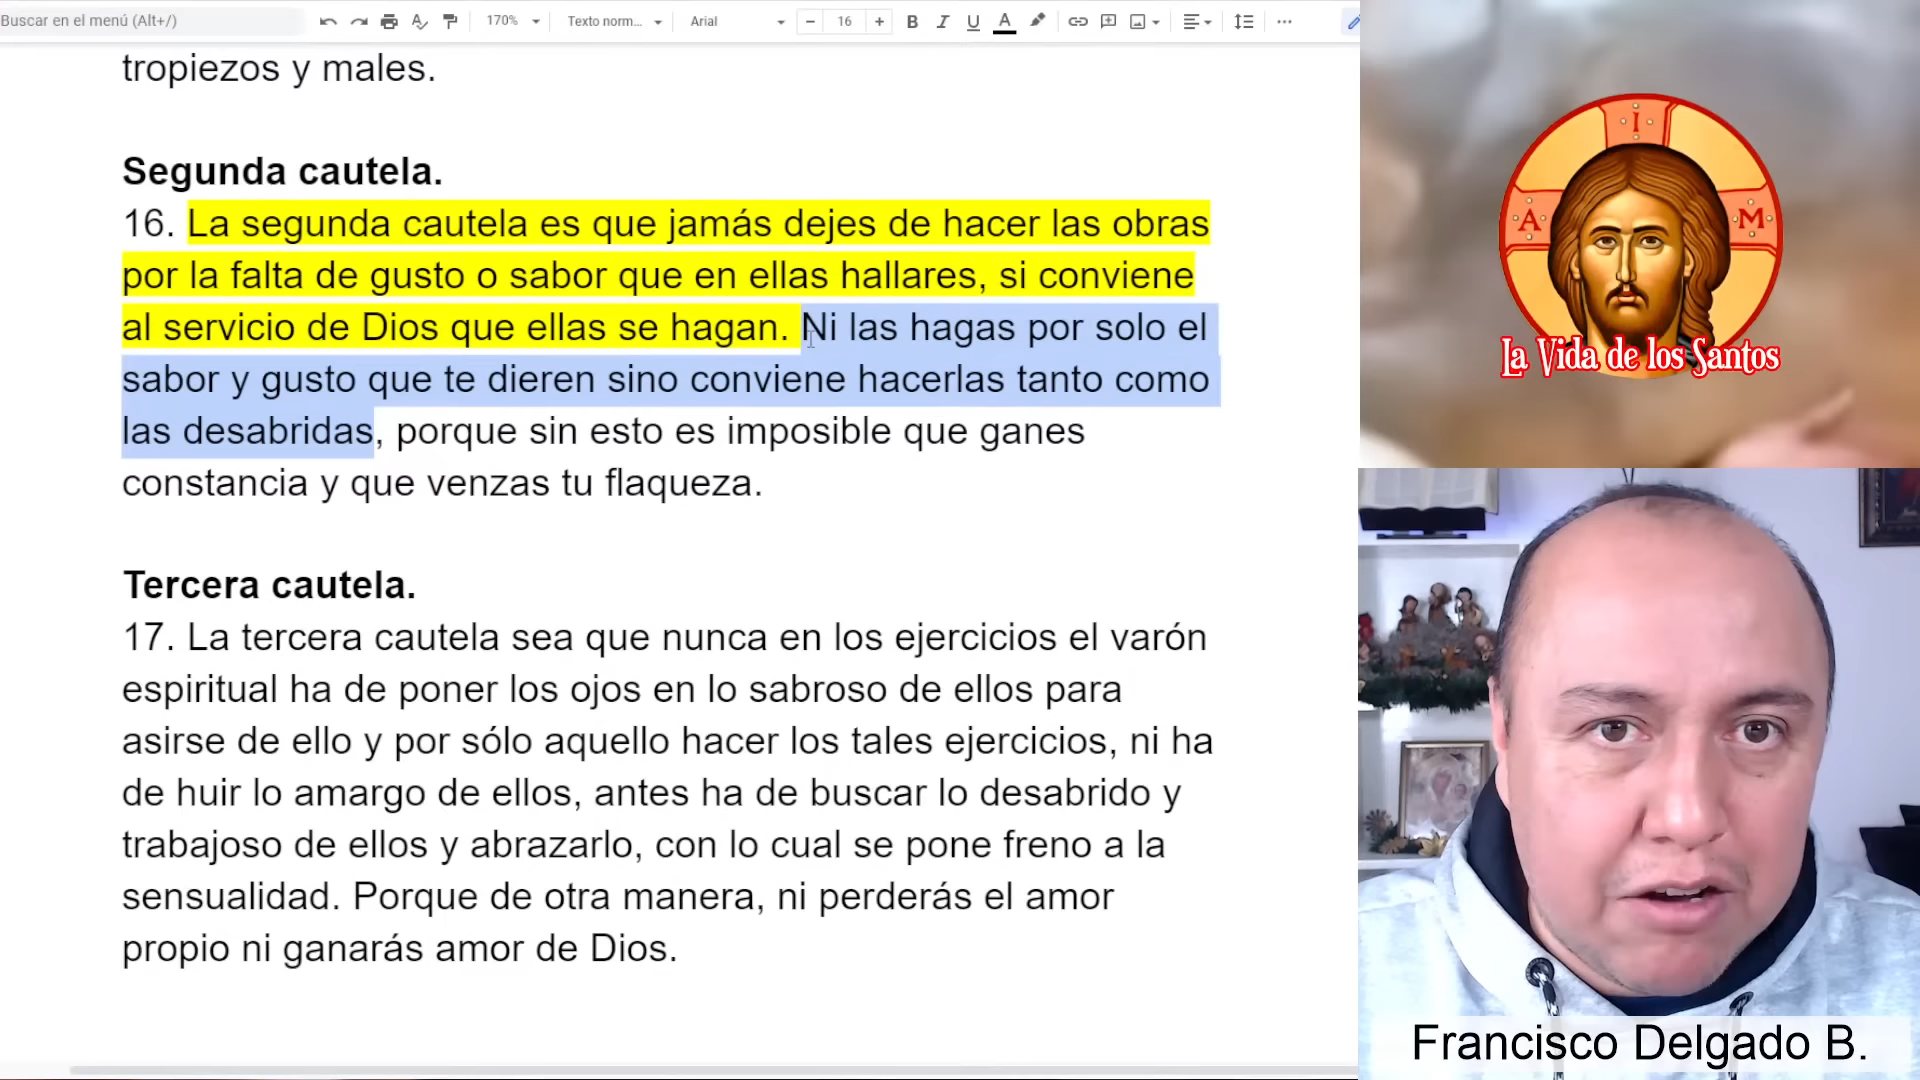 Buscar en el menú (Alt+/)
170%
Texto norm...
Arial
16
B
I
U
A
tropiezos y males.
Segunda cautela.
16. La segunda cautela es que jamás dejes de hacer las obras
por la falta de gusto o sabor que en ellas hallares, si conviene
al servicio de Dios que ellas se hagan. Ni las hagas por solo el
sabor y gusto que te dieren sino conviene hacerlas tanto como
las desabridas, porque sin esto es imposible que ganes
constancia y que venzas tu flaqueza.
Tercera cautela.
17. La tercera cautela sea que nunca en los ejercicios el varón
espiritual ha de poner los ojos en lo sabroso de ellos para
asirse de ello y por sólo aquello hacer los tales ejercicios, ni ha
de huir lo amargo de ellos, antes ha de buscar lo desabrido y
trabajoso de ellos y abrazarlo, con lo cual se pone freno a la
sensualidad. Porque de otra manera, ni perderás el amor
propio ni ganarás amor de Dios.
I
A M
La Vida de los Santos
Francisco Delgado B.